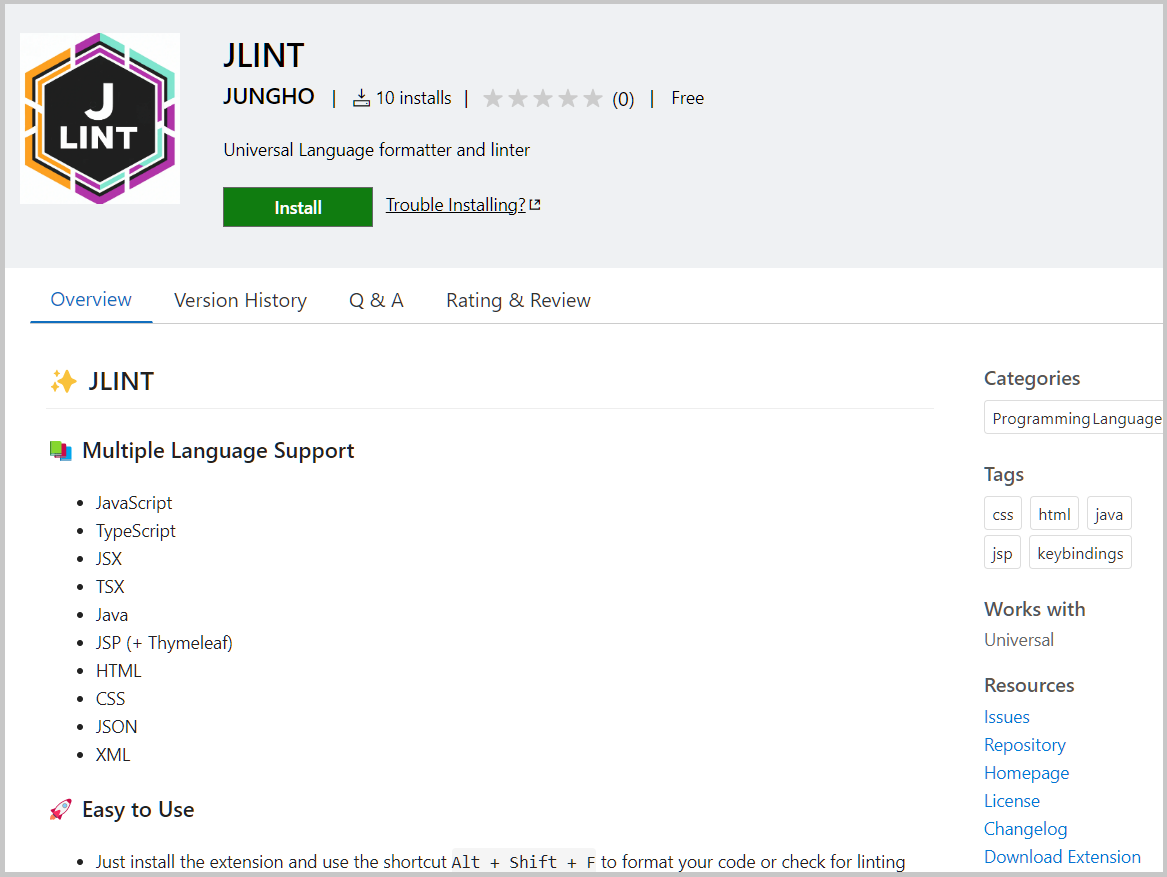 J
LINT
JLINT
JUNGHO | 10 installs | (0) | Free
Universal Language formatter and linter
Install Trouble Installing?
Overview Version History Q & A Rating & Review
JLINT
Multiple Language Support
JavaScript
TypeScript
JSX
TSX
Java
JSP (+ Thymeleaf)
HTML
CSS
JSON
XML
Easy to Use
Just install the extension and use the shortcut Alt + Shift + F to format your code or check for linting
Categories
Programming Language
Tags
css html java
jsp keybindings
Works with
Universal
Resources
Issues
Repository
Homepage
License
Changelog
Download Extension